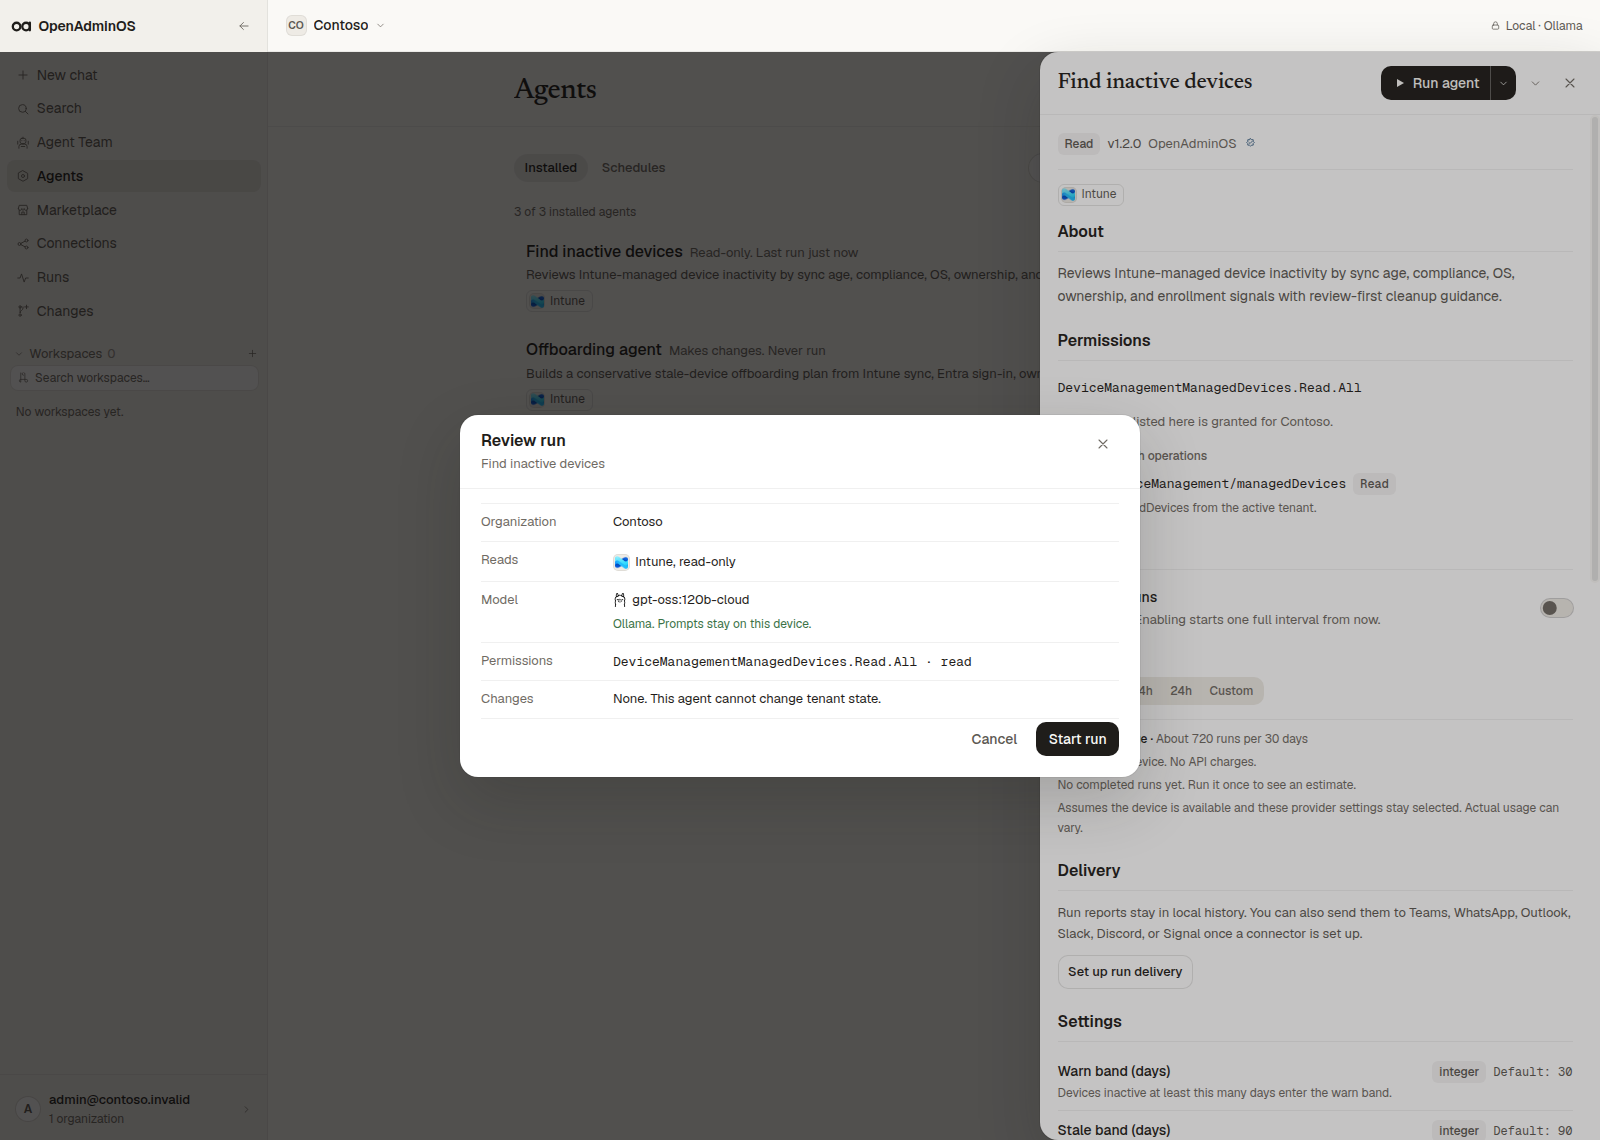 OpenAdminOS
New chat
Search
Agent Team
Agents
Marketplace
Connections
Runs
Changes
Workspaces 0
Search workspaces...
No workspaces yet.
A
admin@contoso.invalid
1 organization
CO Contoso
Local · Ollama
Agents
Installed Schedules
3 of 3 installed agents
Find inactive devices Read-only. Last run just now
Reviews Intune-managed device inactivity by sync age, compliance, OS, ownership, and
Intune
Offboarding agent Makes changes. Never run
Builds a conservative stale-device offboarding plan from Intune sync, Entra sign-in,
Intune
Review run
Find inactive devices
Organization Contoso
Reads Intune, read-only
Model gpt-oss:120b-cloud
Ollama. Prompts stay on this device.
Permissions DeviceManagementManagedDevices.Read.All · read
Changes None. This agent cannot change tenant state.
Cancel Start run
Find inactive devices
Run agent
Read v1.2.0 OpenAdminOS
Intune
About
Reviews Intune-managed device inactivity by sync age, compliance, OS,
ownership, and enrollment signals with review-first cleanup guidance.
Permissions
DeviceManagementManagedDevices.Read.All
listed here is granted for Contoso.
operations
ceManagement/managedDevices Read
dDevices from the active tenant.
Enabling starts one full interval from now.
4h 24h Custom
· About 720 runs per 30 days
No API charges.
No completed runs yet. Run it once to see an estimate.
Assumes the device is available and these provider settings stay selected. Actual usage can
vary.
Delivery
Run reports stay in local history. You can also send them to Teams, WhatsApp, Outlook,
Slack, Discord, or Signal once a connector is set up.
Set up run delivery
Settings
Warn band (days) integer Default: 30
Devices inactive at least this many days enter the warn band.
Stale band (days) integer Default: 90